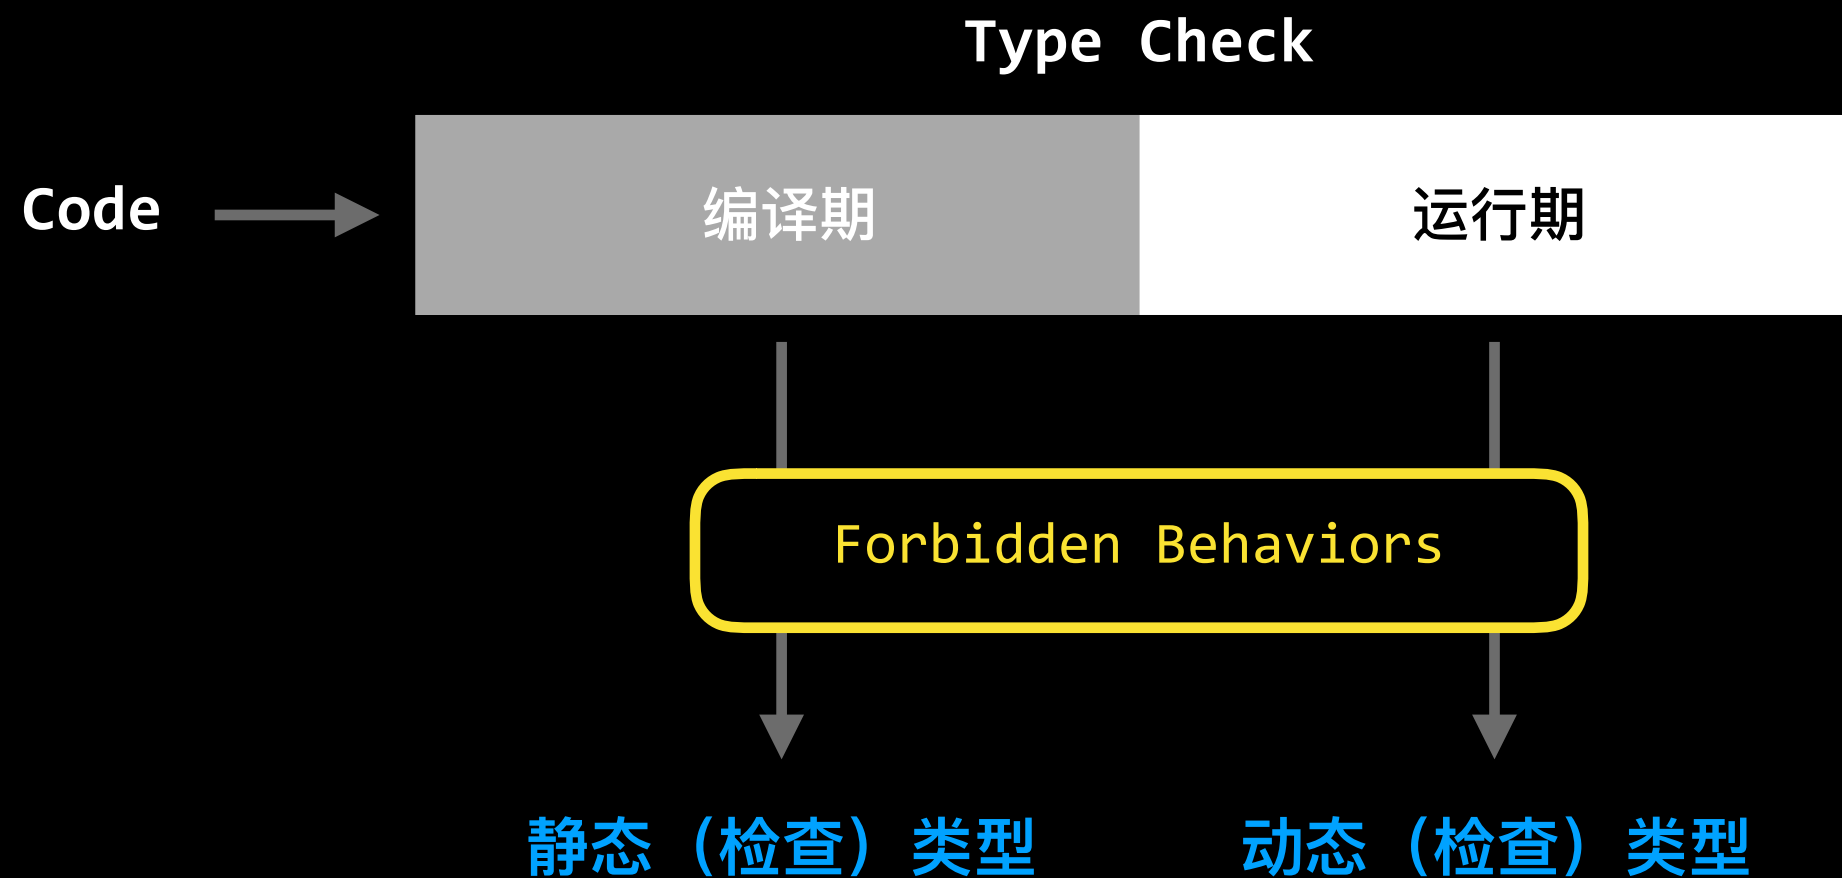 Type Check
Code
编译期
运行期
Forbidden Behaviors
静态（检查）类型
动态（检查）类型